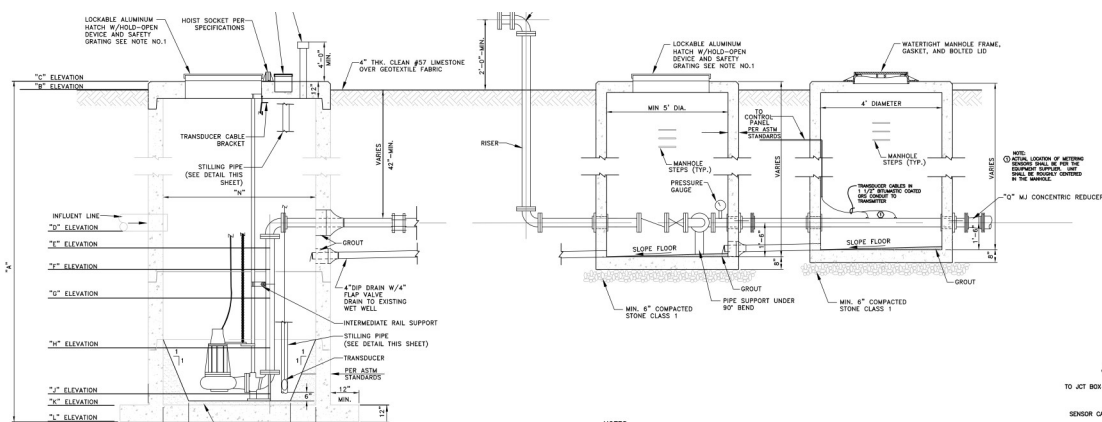 LOCKABLE ALUMINUM
HATCH W/HOLD-OPEN
DEVICE AND SAFETY
GRATING SEE NOTE NO.1
HOIST SOCKET PER
SPECIFICATIONS
4'-0"
MIN.
4" THK. CLEAN #57 LIMESTONE
OVER GEOTEXTILE FABRIC
"C" ELEVATION
"B" ELEVATION
12"
TRANSDUCER CABLE
BRACKET
STILLING PIPE
(SEE DETAIL THIS
SHEET)
VARIES
42"-MIN.
"N"
INFLUENT LINE
"D" ELEVATION
"E" ELEVATION
"F" ELEVATION
"G" ELEVATION
"H" ELEVATION
"J" ELEVATION
"K" ELEVATION
"L" ELEVATION
"A"
GROUT
4"DIP DRAIN W/4"
FLAP VALVE
DRAIN TO EXISTING
WET WELL
INTERMEDIATE RAIL SUPPORT
STILLING PIPE
(SEE DETAIL THIS SHEET)
TRANSDUCER
PER ASTM
STANDARDS
1
1
1
1
6"
12"
MIN.
12"
2'-0"-MIN.
RISER
LOCKABLE ALUMINUM
HATCH W/HOLD-OPEN
DEVICE AND SAFETY
GRATING SEE NOTE NO.1
MIN 5' DIA.
MANHOLE
STEPS (TYP.)
PRESSURE
GAUGE
TO
CONTROL
PANEL
PER ASTM
STANDARDS
VARIES
1'-6"
SLOPE FLOOR
8"
GROUT
PIPE SUPPORT UNDER
90° BEND
MIN. 6" COMPACTED
STONE CLASS 1
WATERTIGHT MANHOLE FRAME,
GASKET, AND BOLTED LID
4' DIAMETER
MANHOLE
STEPS (TYP.)
TRANSDUCER CABLES IN
1 1/2" BITUMASTIC COATED
GRS CONDUIT TO
TRANSMITTER
1
VARIES
NOTE:
1 ACTUAL LOCATION OF METERING
SENSORS SHALL BE PER THE
EQUIPMENT SUPPLIER. UNIT
SHALL BE ROUGHLY CENTERED
IN THE MANHOLE.
"Q" MJ CONCENTRIC REDUCER
1'-6"
SLOPE FLOOR
8"
GROUT
MIN. 6" COMPACTED
STONE CLASS 1
TO JCT BOX
SENSOR CA